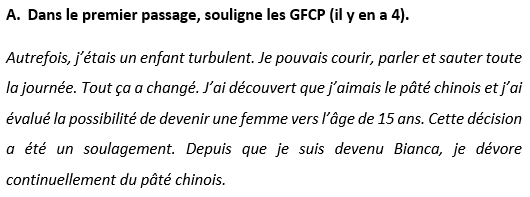 A. Dans le premier passage, souligne les GFCP (il y en a 4).
Autrefois, j’étais un enfant turbulent. Je pouvais courir, parler et sauter toute
la journée. Tout ça a changé. J’ai découvert que j’aimais le pâté chinois et j’ai
évalué la possibilité de devenir une femme vers l’âge de 15 ans. Cette décision
a été un soulagement. Depuis que je suis devenu Bianca, je dévore
continuellement du pâté chinois.